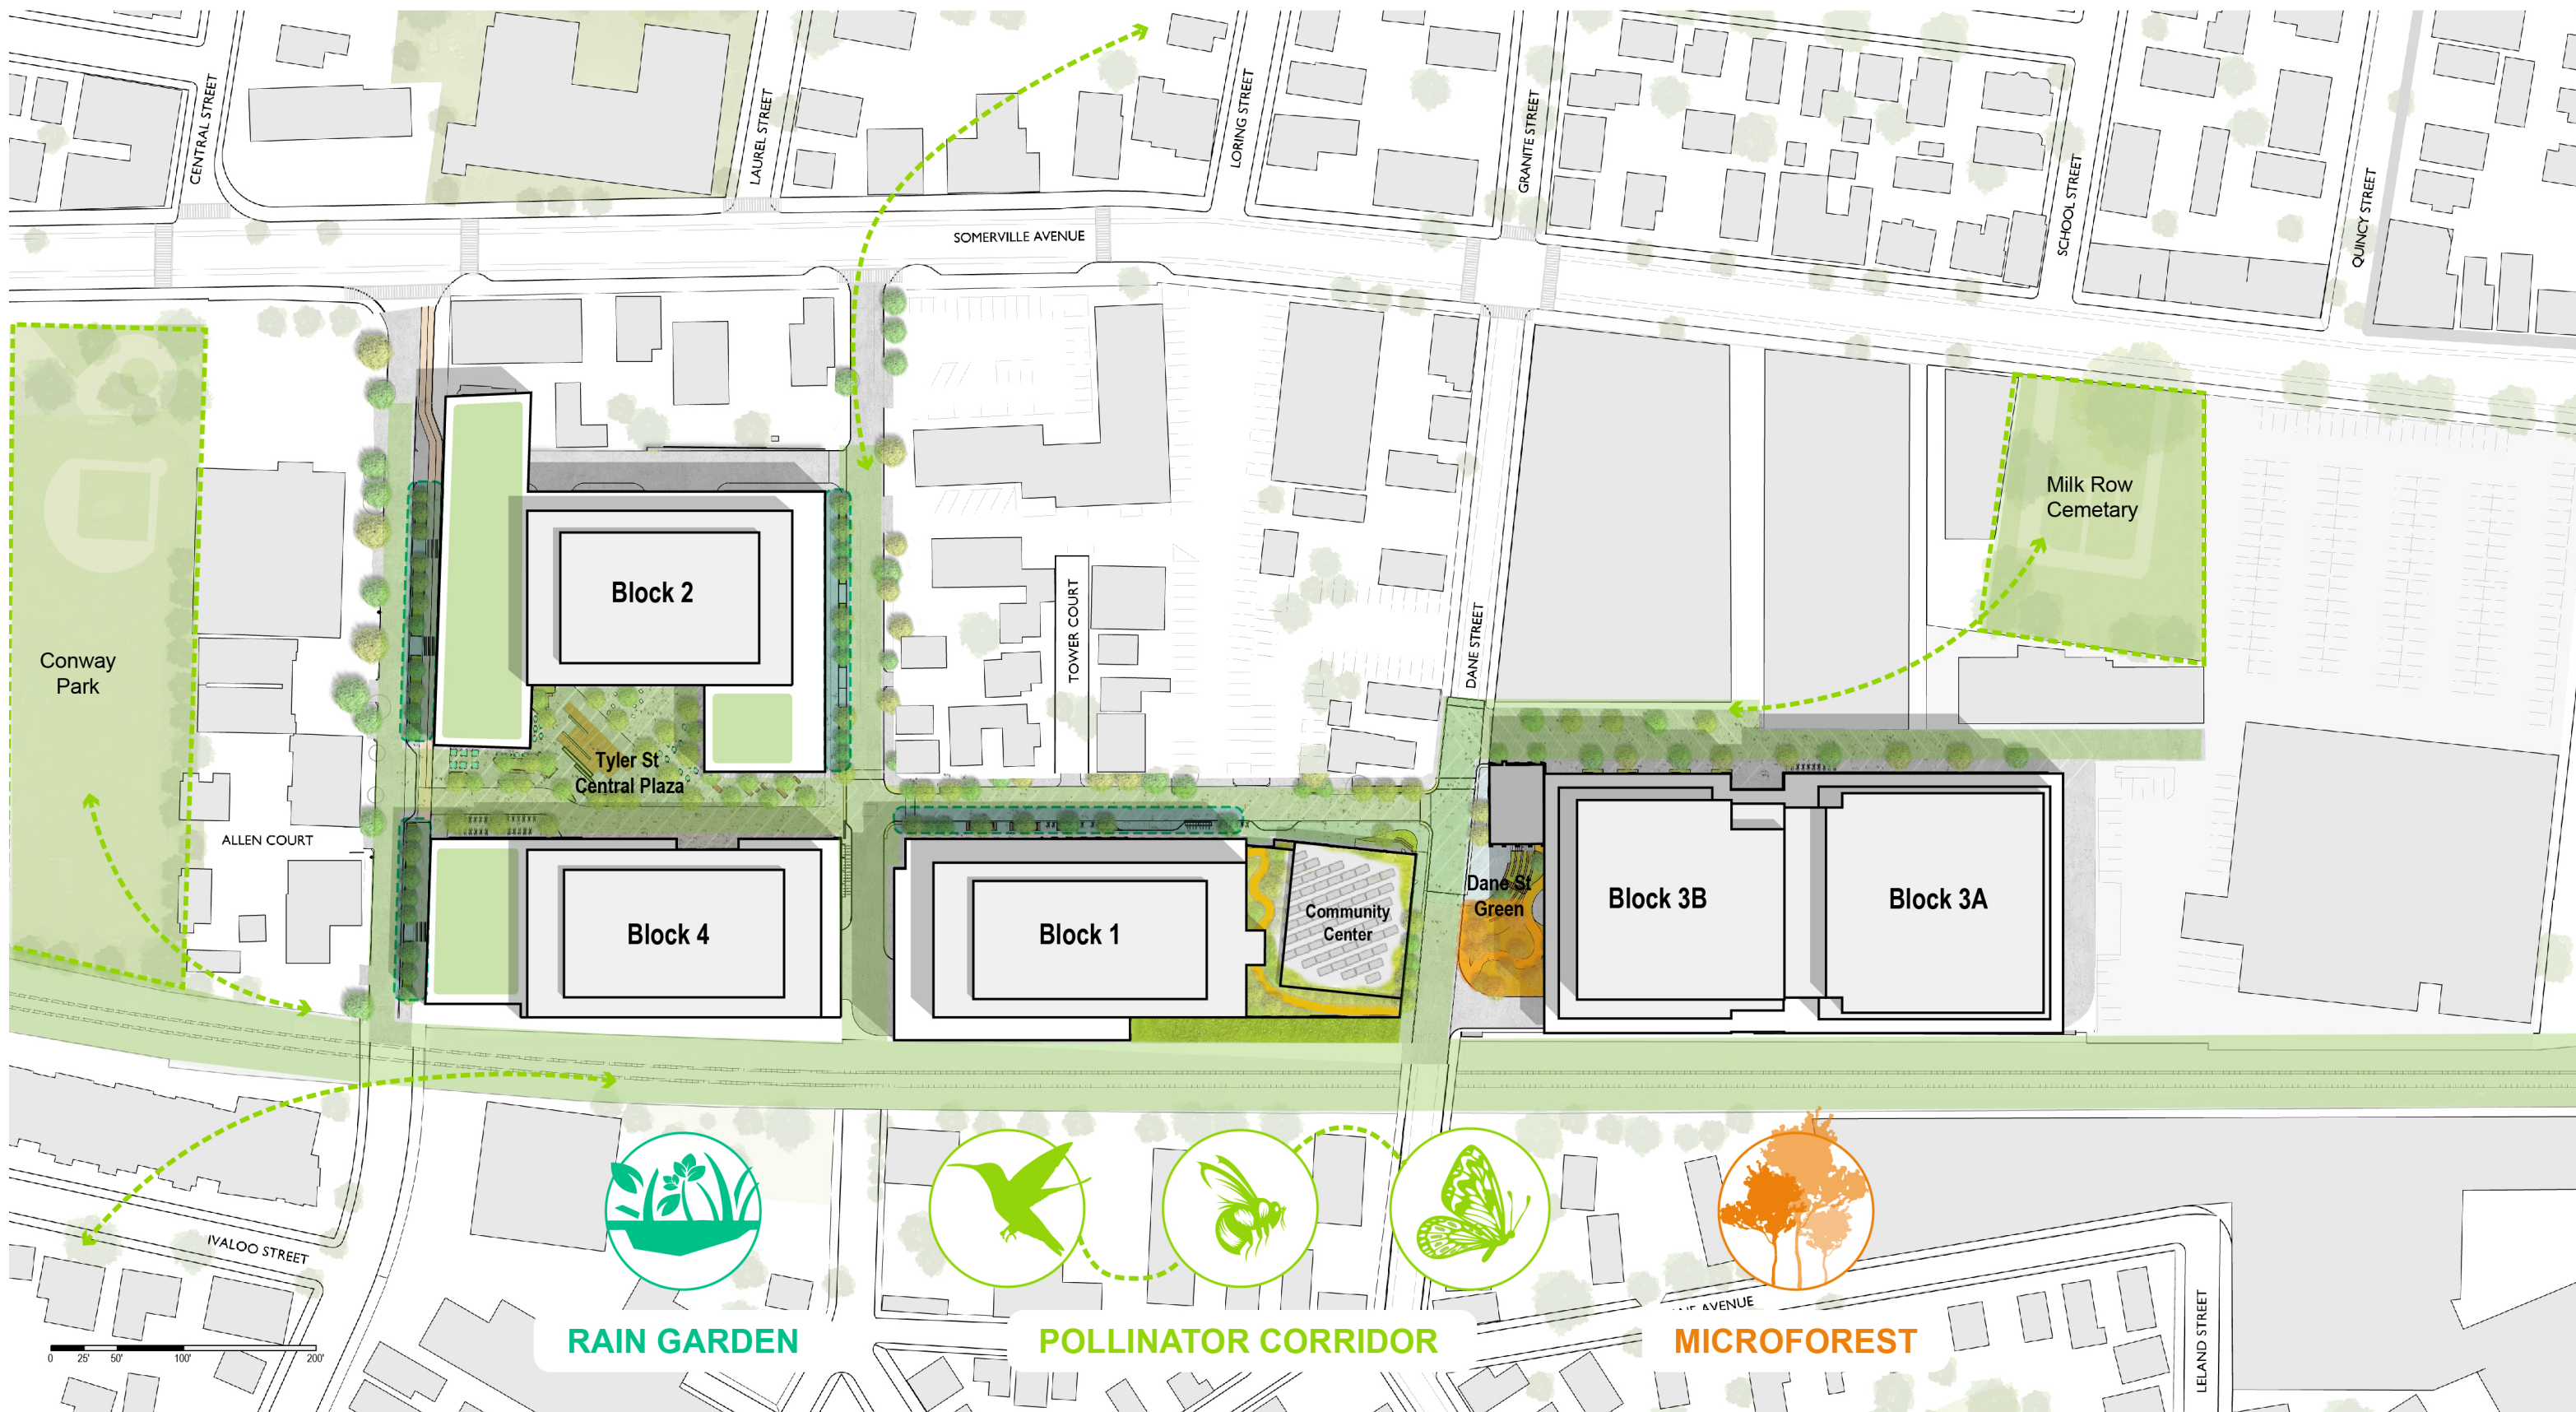 CENTRAL STREET
LAUREL STREET
LORING STREET
GRANITE STREET
SCHOOL STREET
QUINCY STREET
SOMERVILLE AVENUE
Milk Row
Cemetary
Block 2
TOWER COURT
DANE STREET
Conway
Park
Tyler St
Central Plaza
ALLEN COURT
Block 4
Block 1
Community
Center
Dane St
Green
Block 3B
Block 3A
IVALOO STREET
AVENUE
LELAND STREET
0 25' 50' 100' 200'
RAIN GARDEN
POLLINATOR CORRIDOR
MICROFOREST